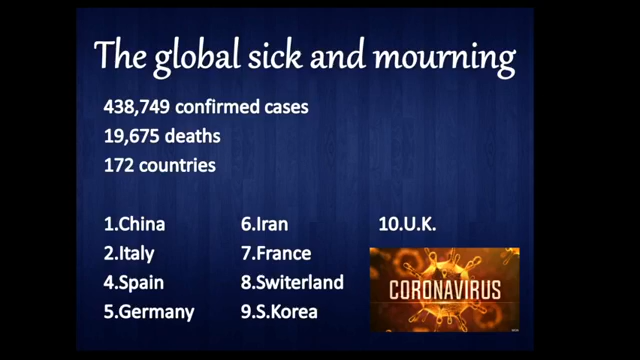 The global sick and mourning
438,749 confirmed cases
19,675 deaths
172 countries
1.China
2.Italy
4.Spain
5.Germany
6.Iran
7.France
8.Switerland
9.S.Korea
10.U.K.
CORONAVIRUS